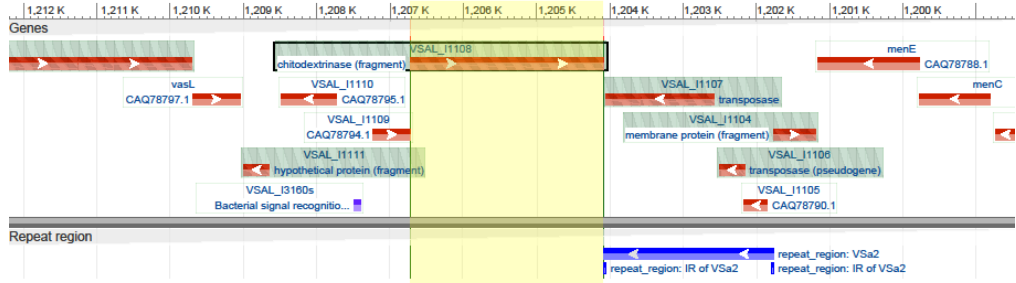 1,212 K 1,211 K 1,210 K 1,209 K 1,208 K 1,207 K 1,206 K 1,205 K 1,204 K 1,203 K 1,202 K 1,201 K 1,200 K
Genes
VSAL_I1108 menE
chitodextrinase (fragment) CAQ78788.1
vasL VSAL_I1110 VSAL_I1107 menC
CAQ78797.1 CAQ78795.1 transposase
VSAL_I1109 VSAL_I1104
CAQ78794.1 membrane protein (fragment)
VSAL_I1111 VSAL_I1106
hypothetical protein (fragment) transposase (pseudogene)
VSAL_I3160s VSAL_I1105
Bacterial signal recognitio... CAQ78790.1
Repeat region
repeat_region: VSa2
repeat_region: IR of VSa2 repeat_region: IR of VSa2